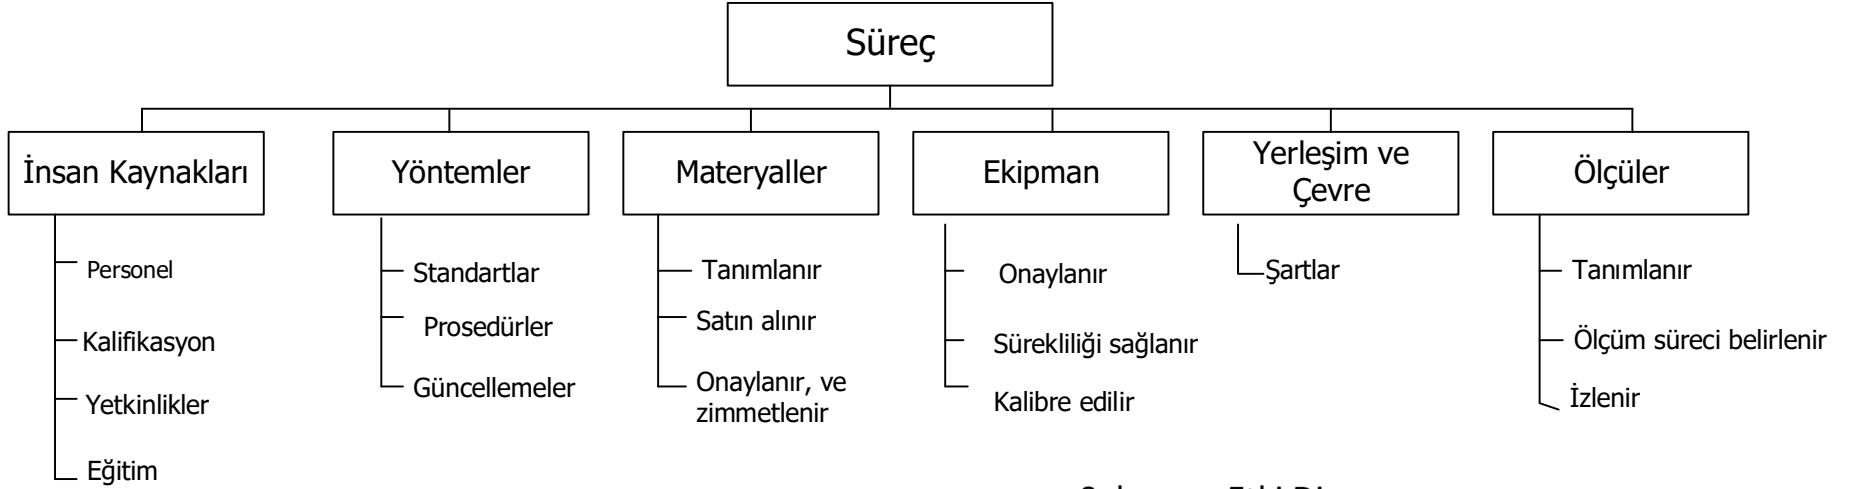 Süreç
İnsan Kaynakları
Personel
Kalifikasyon
Yetkinlikler
Eğitim
Yöntemler
Standartlar
Prosedürler
Güncellemeler
Materyaller
Tanımlanır
Satın alınır
Onaylanır, ve
zimmetlenir
Ekipman
Onaylanır
Sürekliliği sağlanır
Kalibre edilir
Yerleşim ve
Çevre
Şartlar
Ölçüler
Tanımlanır
Ölçüm süreci belirlenir
İzlenir